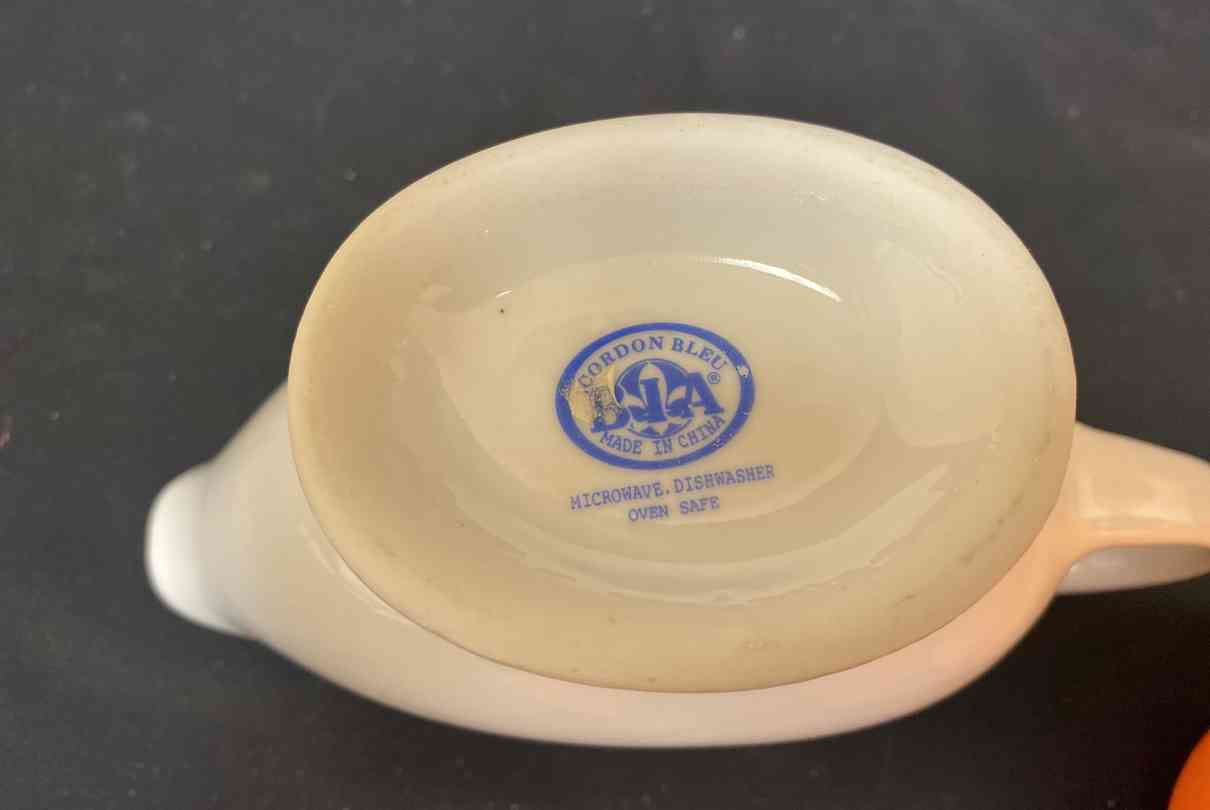 CORDON BLEU
BIA®
MADE IN CHINA
MICROWAVE.DISHWASHER
OVEN SAFE